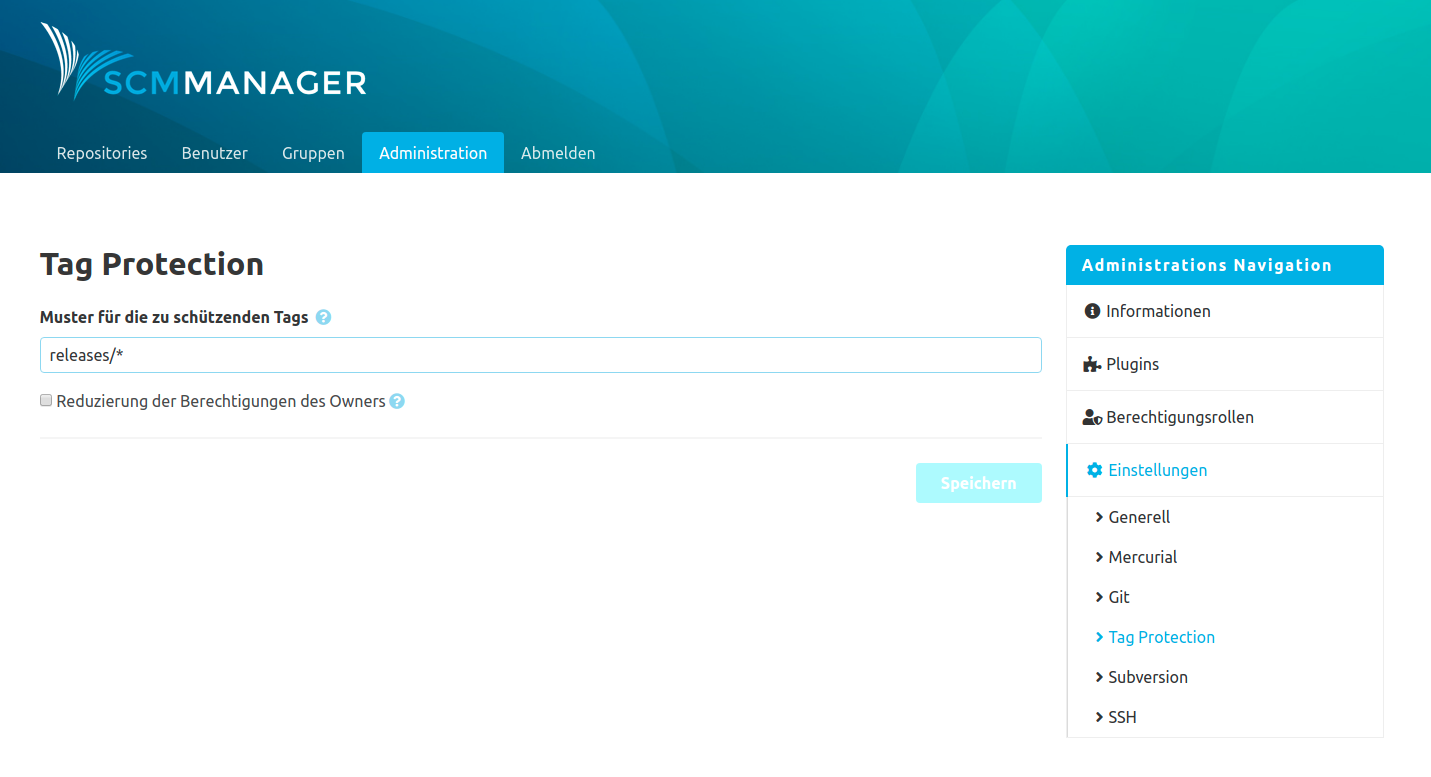 SCMMANAGER
Repositories Benutzer Gruppen Administration Abmelden
Tag Protection
Muster für die zu schützenden Tags
releases/*
Reduzierung der Berechtigungen des Owners
Speichern
Administrations Navigation
Informationen
Plugins
Berechtigungsrollen
Einstellungen
Generell
Mercurial
Git
Tag Protection
Subversion
SSH